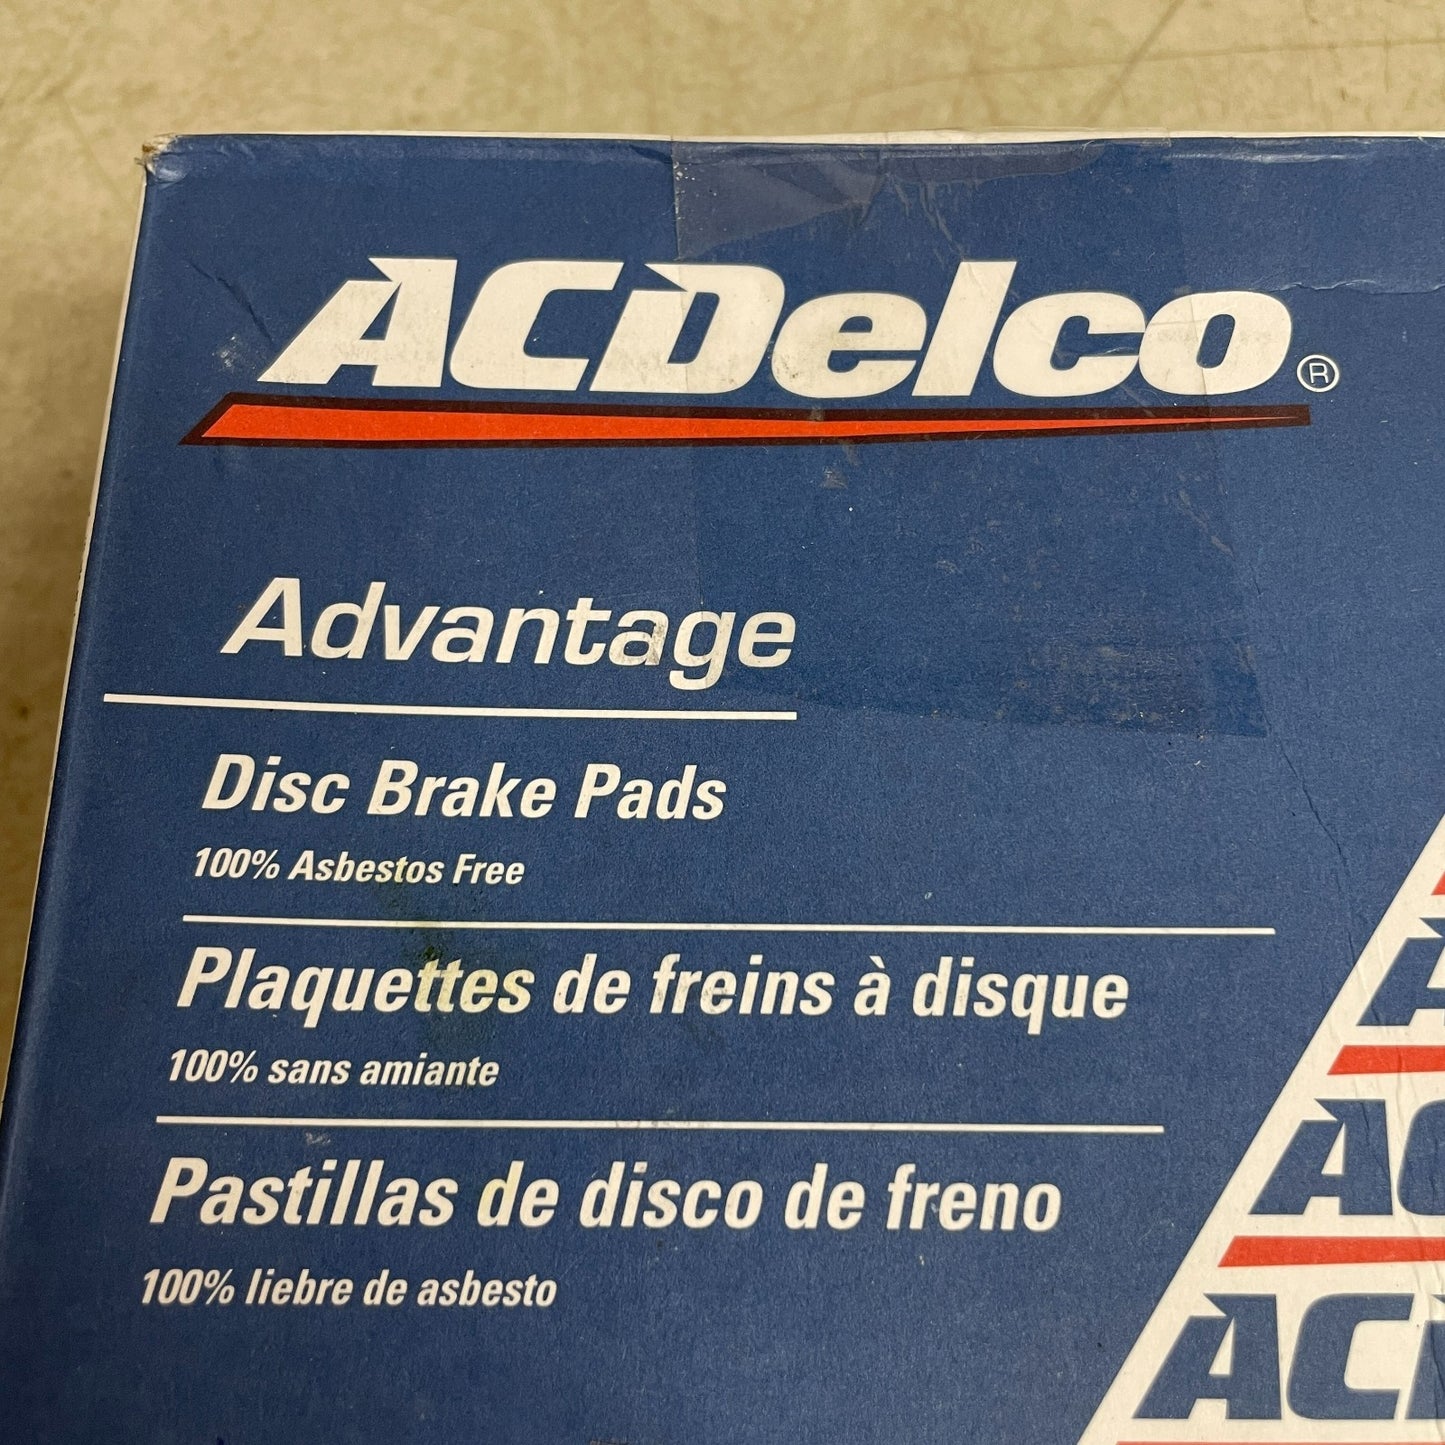 ACDelco®
Advantage
Disc Brake Pads
100% Asbestos Free
Plaquettes de freins à disque
100% sans amiante
Pastillas de disco de freno
100% liebre de asbesto